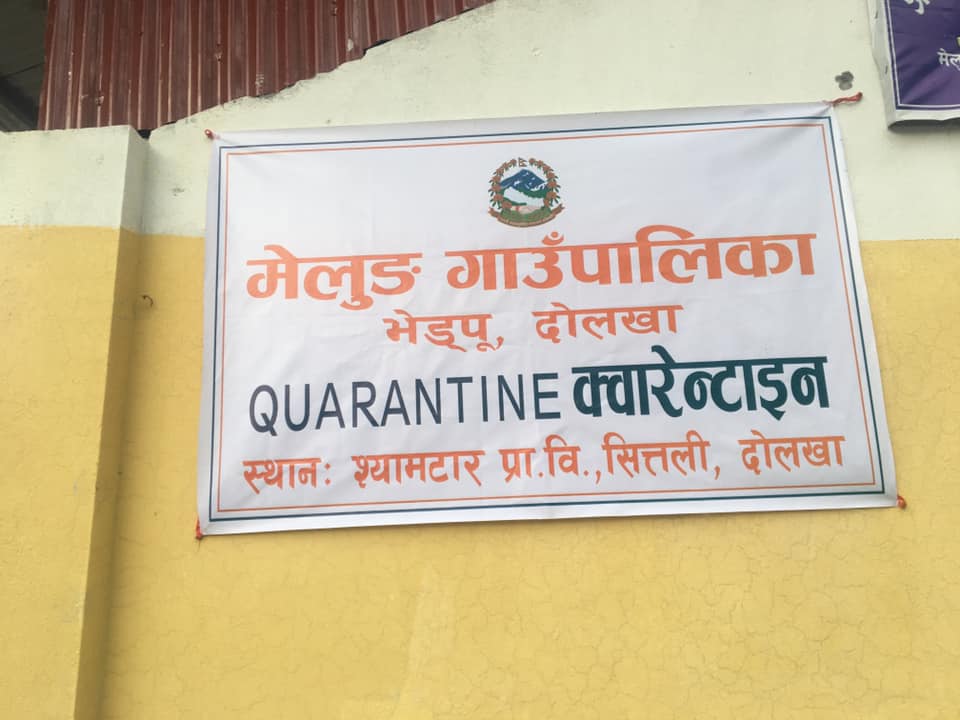 मेलुङ गाउँपालिका
भेड्पू, दोलखा
QUARANTINE क्वारेन्टाइन
स्थानः श्यामटार प्रा.वि.,सित्तली, दोलखा